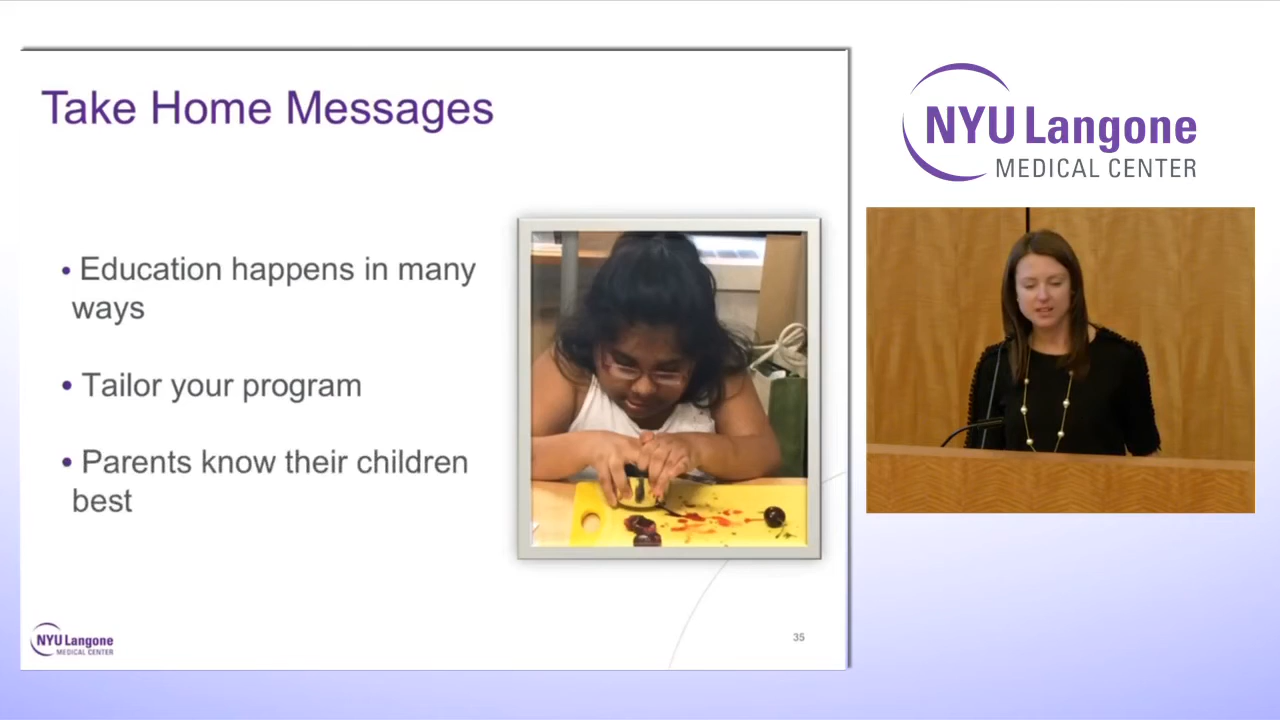 Take Home Messages
• Education happens in many
ways
• Tailor your program
• Parents know their children
best
NYU Langone
MEDICAL CENTER
35
NYU Langone
MEDICAL CENTER